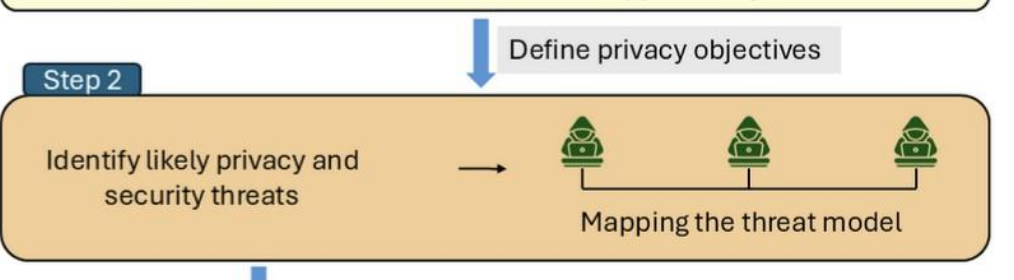 Define privacy objectives
Step 2
Identify likely privacy and
security threats
Mapping the threat model